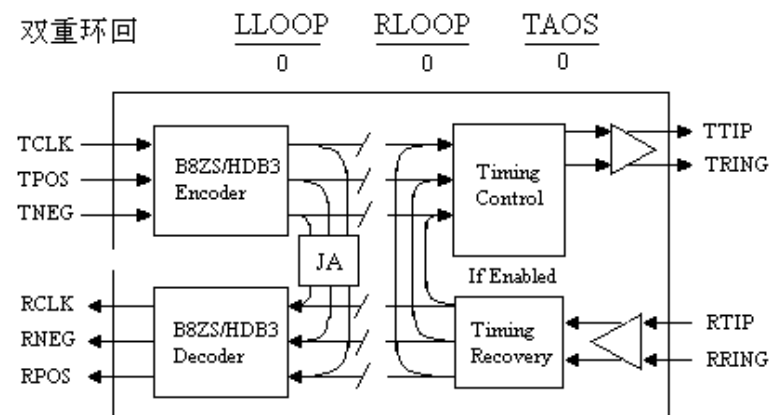 双重环回 LLOOP RLOOP TAOS
0 0 0
TCLK
TPOS
TNEG
B8ZS/HDB3
Encoder
Timing
Control
TTIP
TRING
JA
If Enabled
RCLK
RNEG
RPOS
B8ZS/HDB3
Decoder
Timing
Recovery
RTIP
RRING